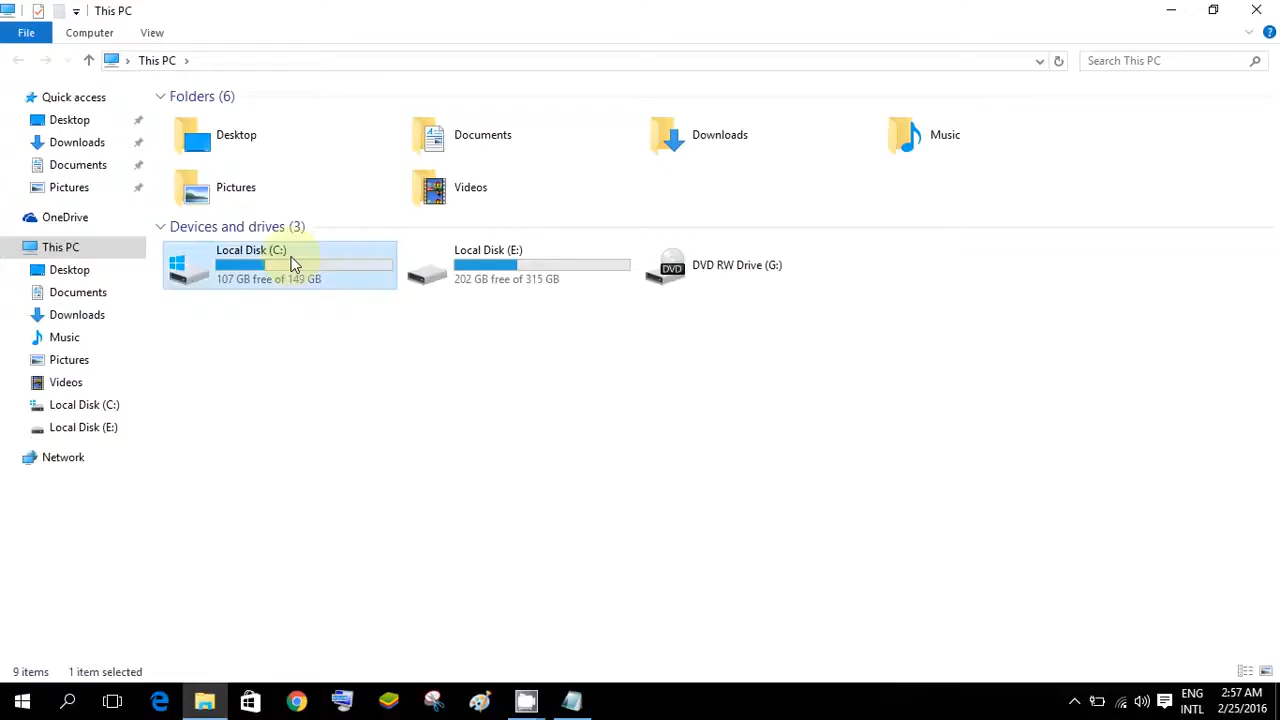 This PC
File Computer View
This PC
Search This PC
Quick access
Desktop
Downloads
Documents
Pictures
OneDrive
This PC
Desktop
Documents
Downloads
Music
Pictures
Videos
Local Disk (C:)
Local Disk (E:)
Network
Folders (6)
Desktop
Documents
Downloads
Music
Pictures
Videos
Devices and drives (3)
Local Disk (C:)
107 GB free of 149 GB
Local Disk (E:)
202 GB free of 315 GB
DVD
DVD RW Drive (G:)
9 items 1 item selected
ENG
INTL
2:57 AM
2/25/2016